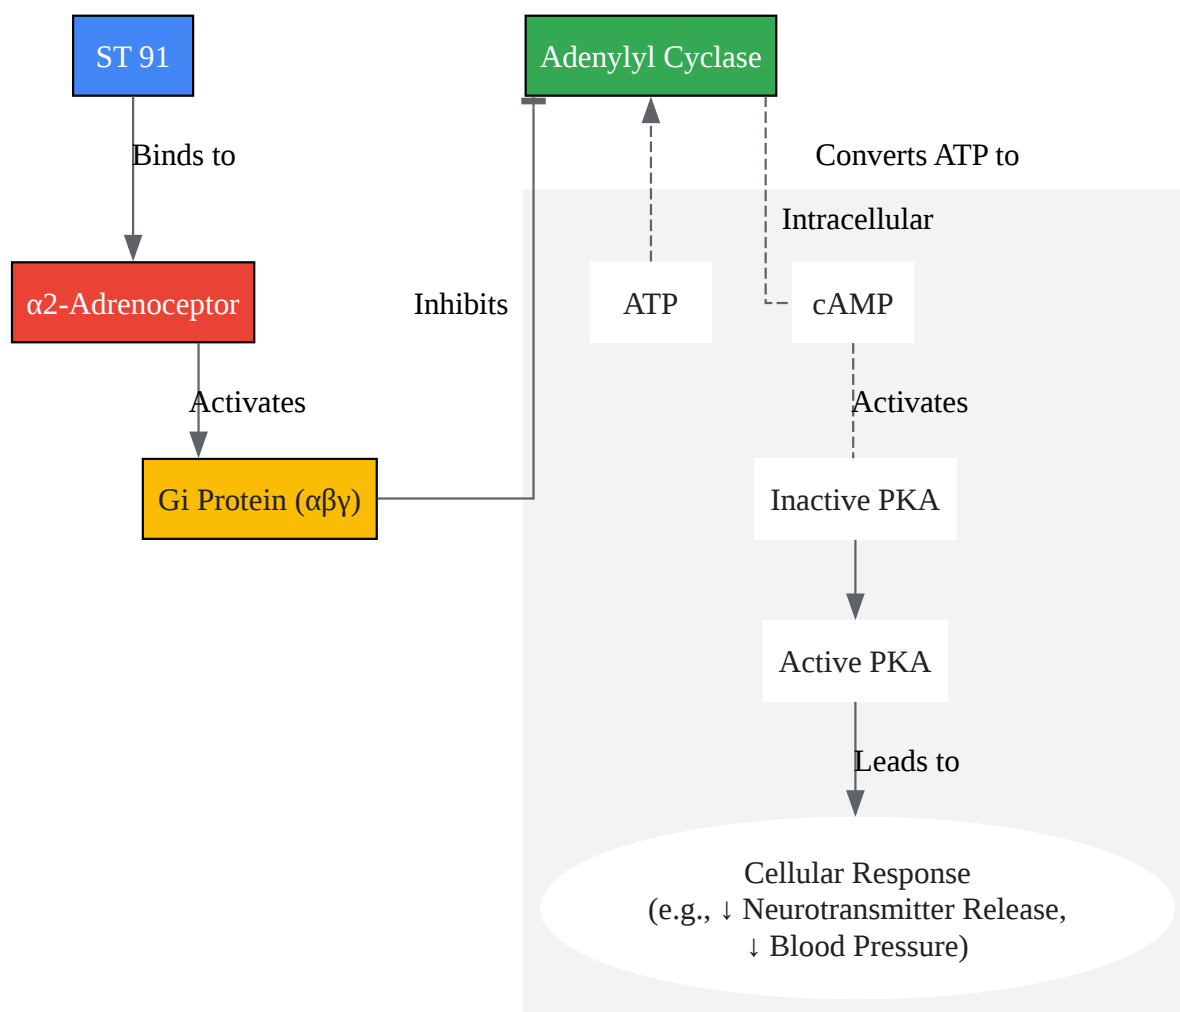 ST 91
Adenylyl Cyclase
Binds to
Converts ATP to
Intracellular
α2-Adrenoceptor
Inhibits
ATP
cAMP
Activates
Activates
Gi Protein (αβγ)
Inactive PKA
Active PKA
Leads to
Cellular Response
(e.g., ↓ Neurotransmitter Release,
↓ Blood Pressure)